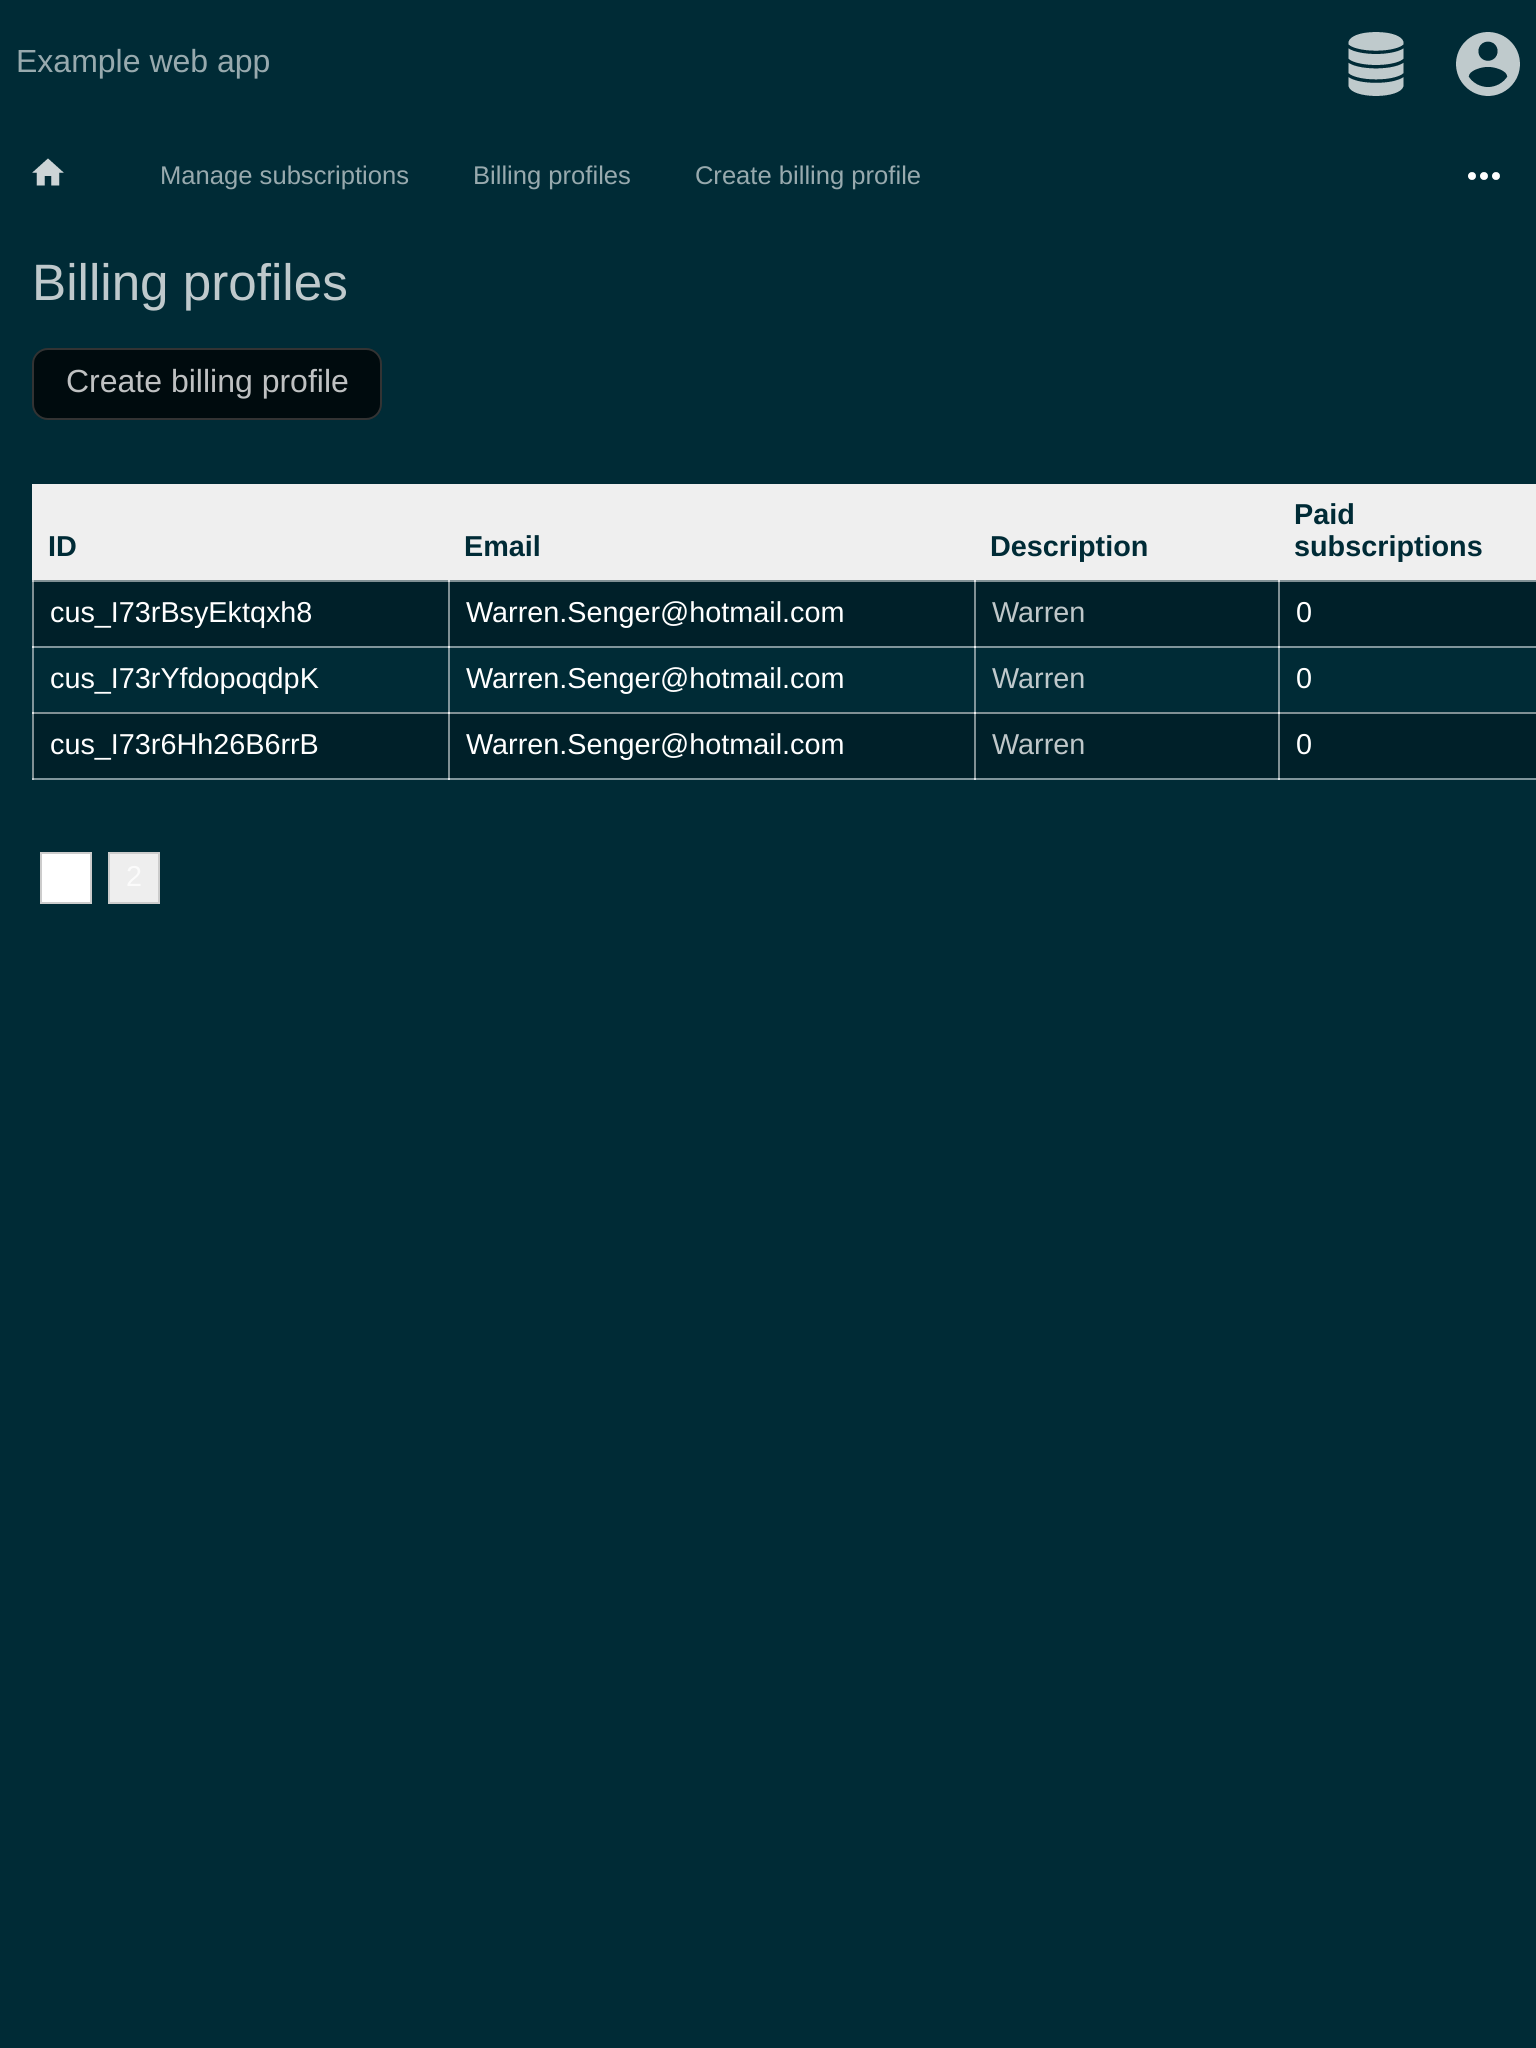 Example web app
Manage subscriptions Billing profiles Create billing profile
Billing profiles
Create billing profile
ID Email Description Paid subscriptions
cus_I73rBsyEktqxh8 Warren.Senger@hotmail.com Warren 0
cus_I73rYfdopoqdpK Warren.Senger@hotmail.com Warren 0
cus_I73r6Hh26B6rrB Warren.Senger@hotmail.com Warren 0
2